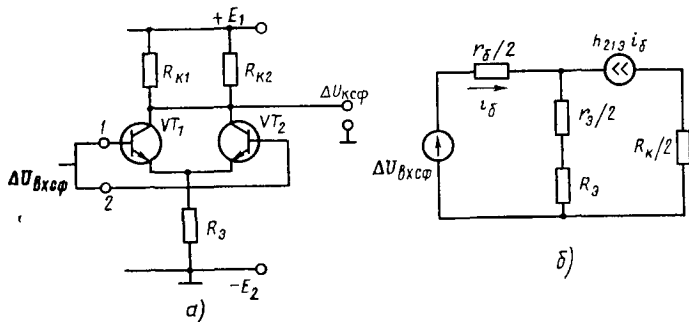 +E₁
R_к1
R_к2
ΔU_ксф
VT₁
VT₂
1
ΔU_вхсф
2
R_э
−E₂
а)
r_б/2
i_б
h_21э i_б
r_э/2
R_к/2
ΔU_вхсф
R_э
б)